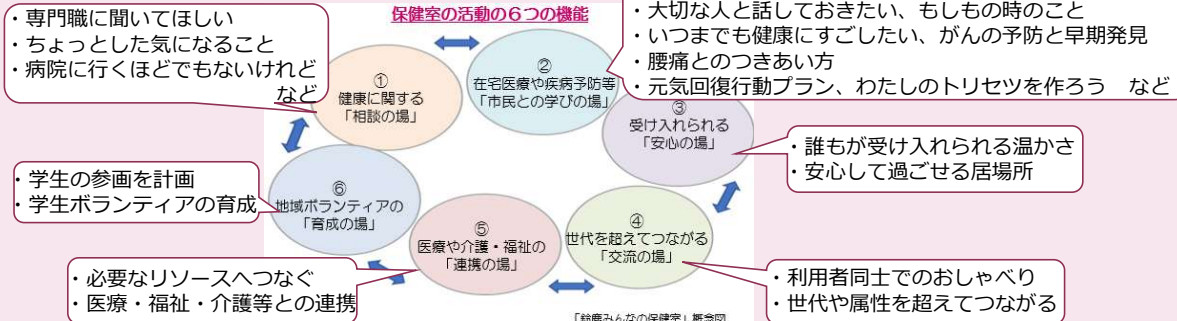 保健室の活動の6つの機能
・専門職に聞いてほしい
・ちょっとした気になること
・病院に行くほどでもないけれど
など
①
健康に関する
「相談の場」
②
在宅医療や疾病予防等
「市民との学びの場」
・大切な人と話しておきたい、もしもの時のこと
・いつまでも健康にすごしたい、がんの予防と早期発見
・腰痛とのつきあい方
・元気回復行動プラン、わたしのトリセツを作ろう など
③
受け入れられる
「安心の場」
・誰もが受け入れられる温かさ
・安心して過ごせる居場所
④
世代を超えてつながる
「交流の場」
・利用者同士でのおしゃべり
・世代や属性を超えてつながる
⑤
医療や介護・福祉の
「連携の場」
・必要なリソースへつなぐ
・医療・福祉・介護等との連携
⑥
地域ボランティアの
「育成の場」
・学生の参画を計画
・学生ボランティアの育成
「鈴鹿みんなの保健室」概念図